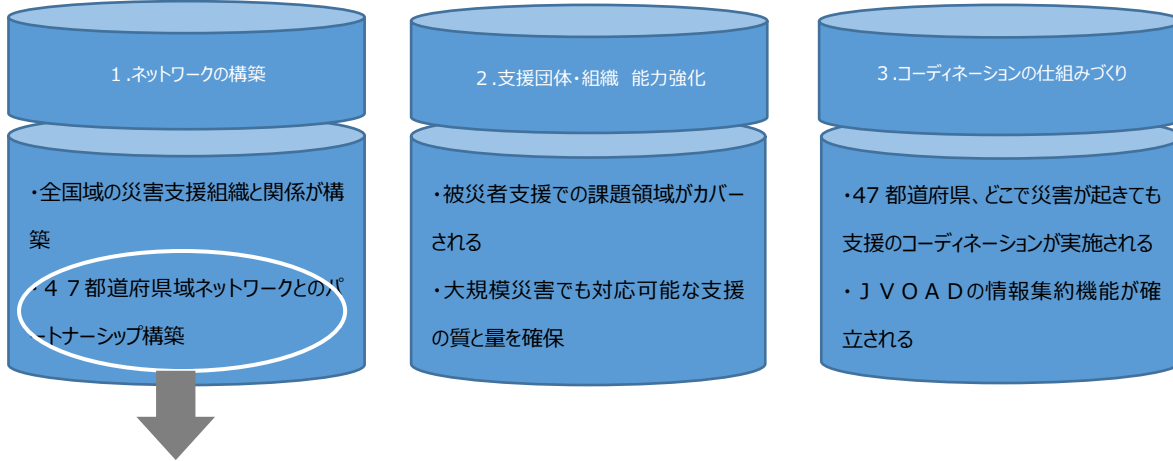 1.ネットワークの構築
・全国域の災害支援組織と関係が構
築
・４７都道府県域ネットワークとのパ
ートナーシップ構築
2.支援団体・組織 能力強化
・被災者支援での課題領域がカバー
される
・大規模災害でも対応可能な支援
の質と量を確保
3.コーディネーションの仕組みづくり
・47 都道府県、どこで災害が起きても
支援のコーディネーションが実施される
・ＪＶＯＡＤの情報集約機能が確
立される